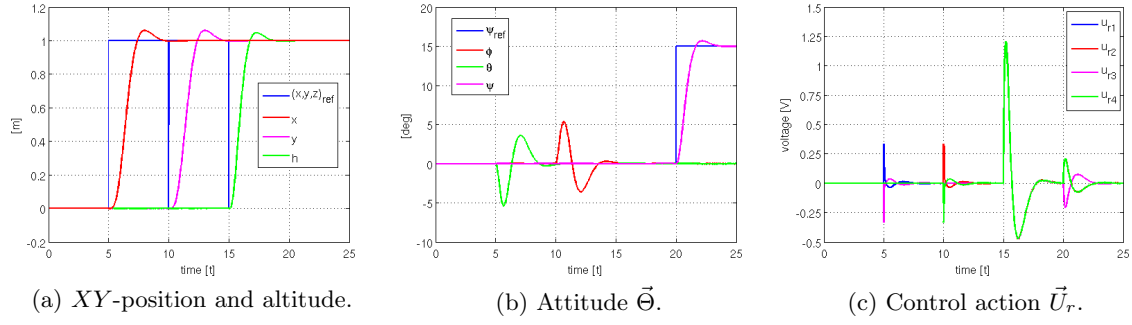 1.2
1
0.8
0.6
0.4
0.2
0
-0.2
[m]
0
5
10
15
20
25
time [t]
(x,y,z)ref
x
y
h
(a) XY-position and altitude.
20
15
10
5
0
-5
-10
[deg]
0
5
10
15
20
25
time [t]
ψref
ϕ
θ
ψ
(b) Attitude Θ⃗.
1.5
1.25
1
0.75
0.5
0.25
0
-0.25
-0.5
voltage [V]
0
5
10
15
20
25
time [t]
ur1
ur2
ur3
ur4
(c) Control action U⃗r.